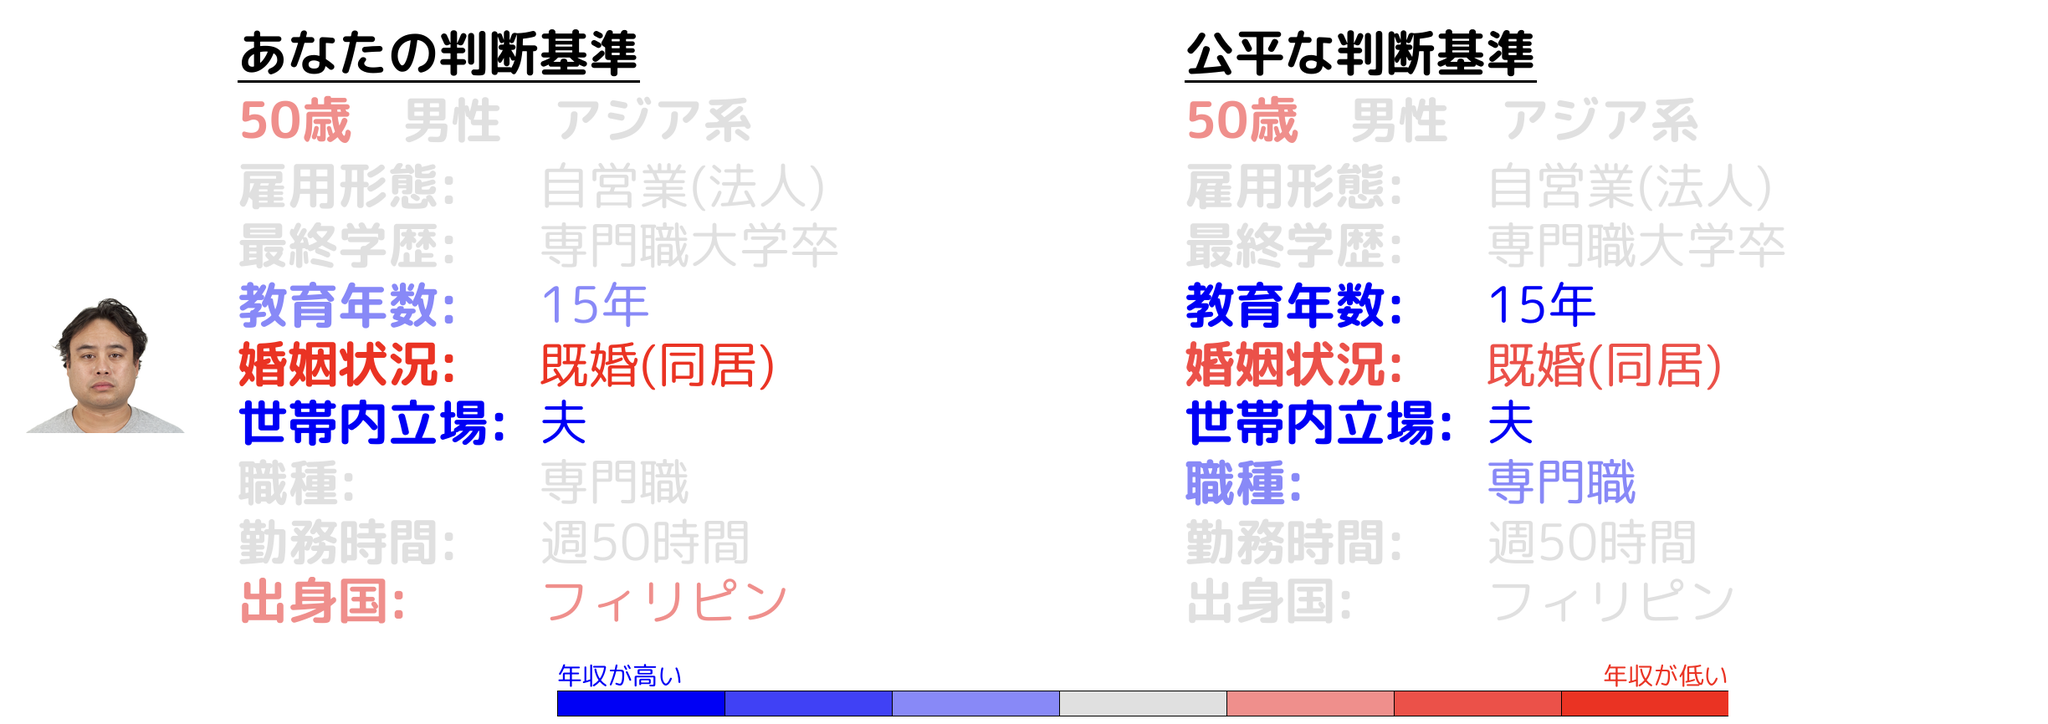 あなたの判断基準
50歳 男性 アジア系
雇用形態: 自営業(法人)
最終学歴: 専門職大学卒
教育年数: 15年
婚姻状況: 既婚(同居)
世帯内立場: 夫
職種: 専門職
勤務時間: 週50時間
出身国: フィリピン
公平な判断基準
50歳 男性 アジア系
雇用形態: 自営業(法人)
最終学歴: 専門職大学卒
教育年数: 15年
婚姻状況: 既婚(同居)
世帯内立場: 夫
職種: 専門職
勤務時間: 週50時間
出身国: フィリピン
年収が高い
年収が低い